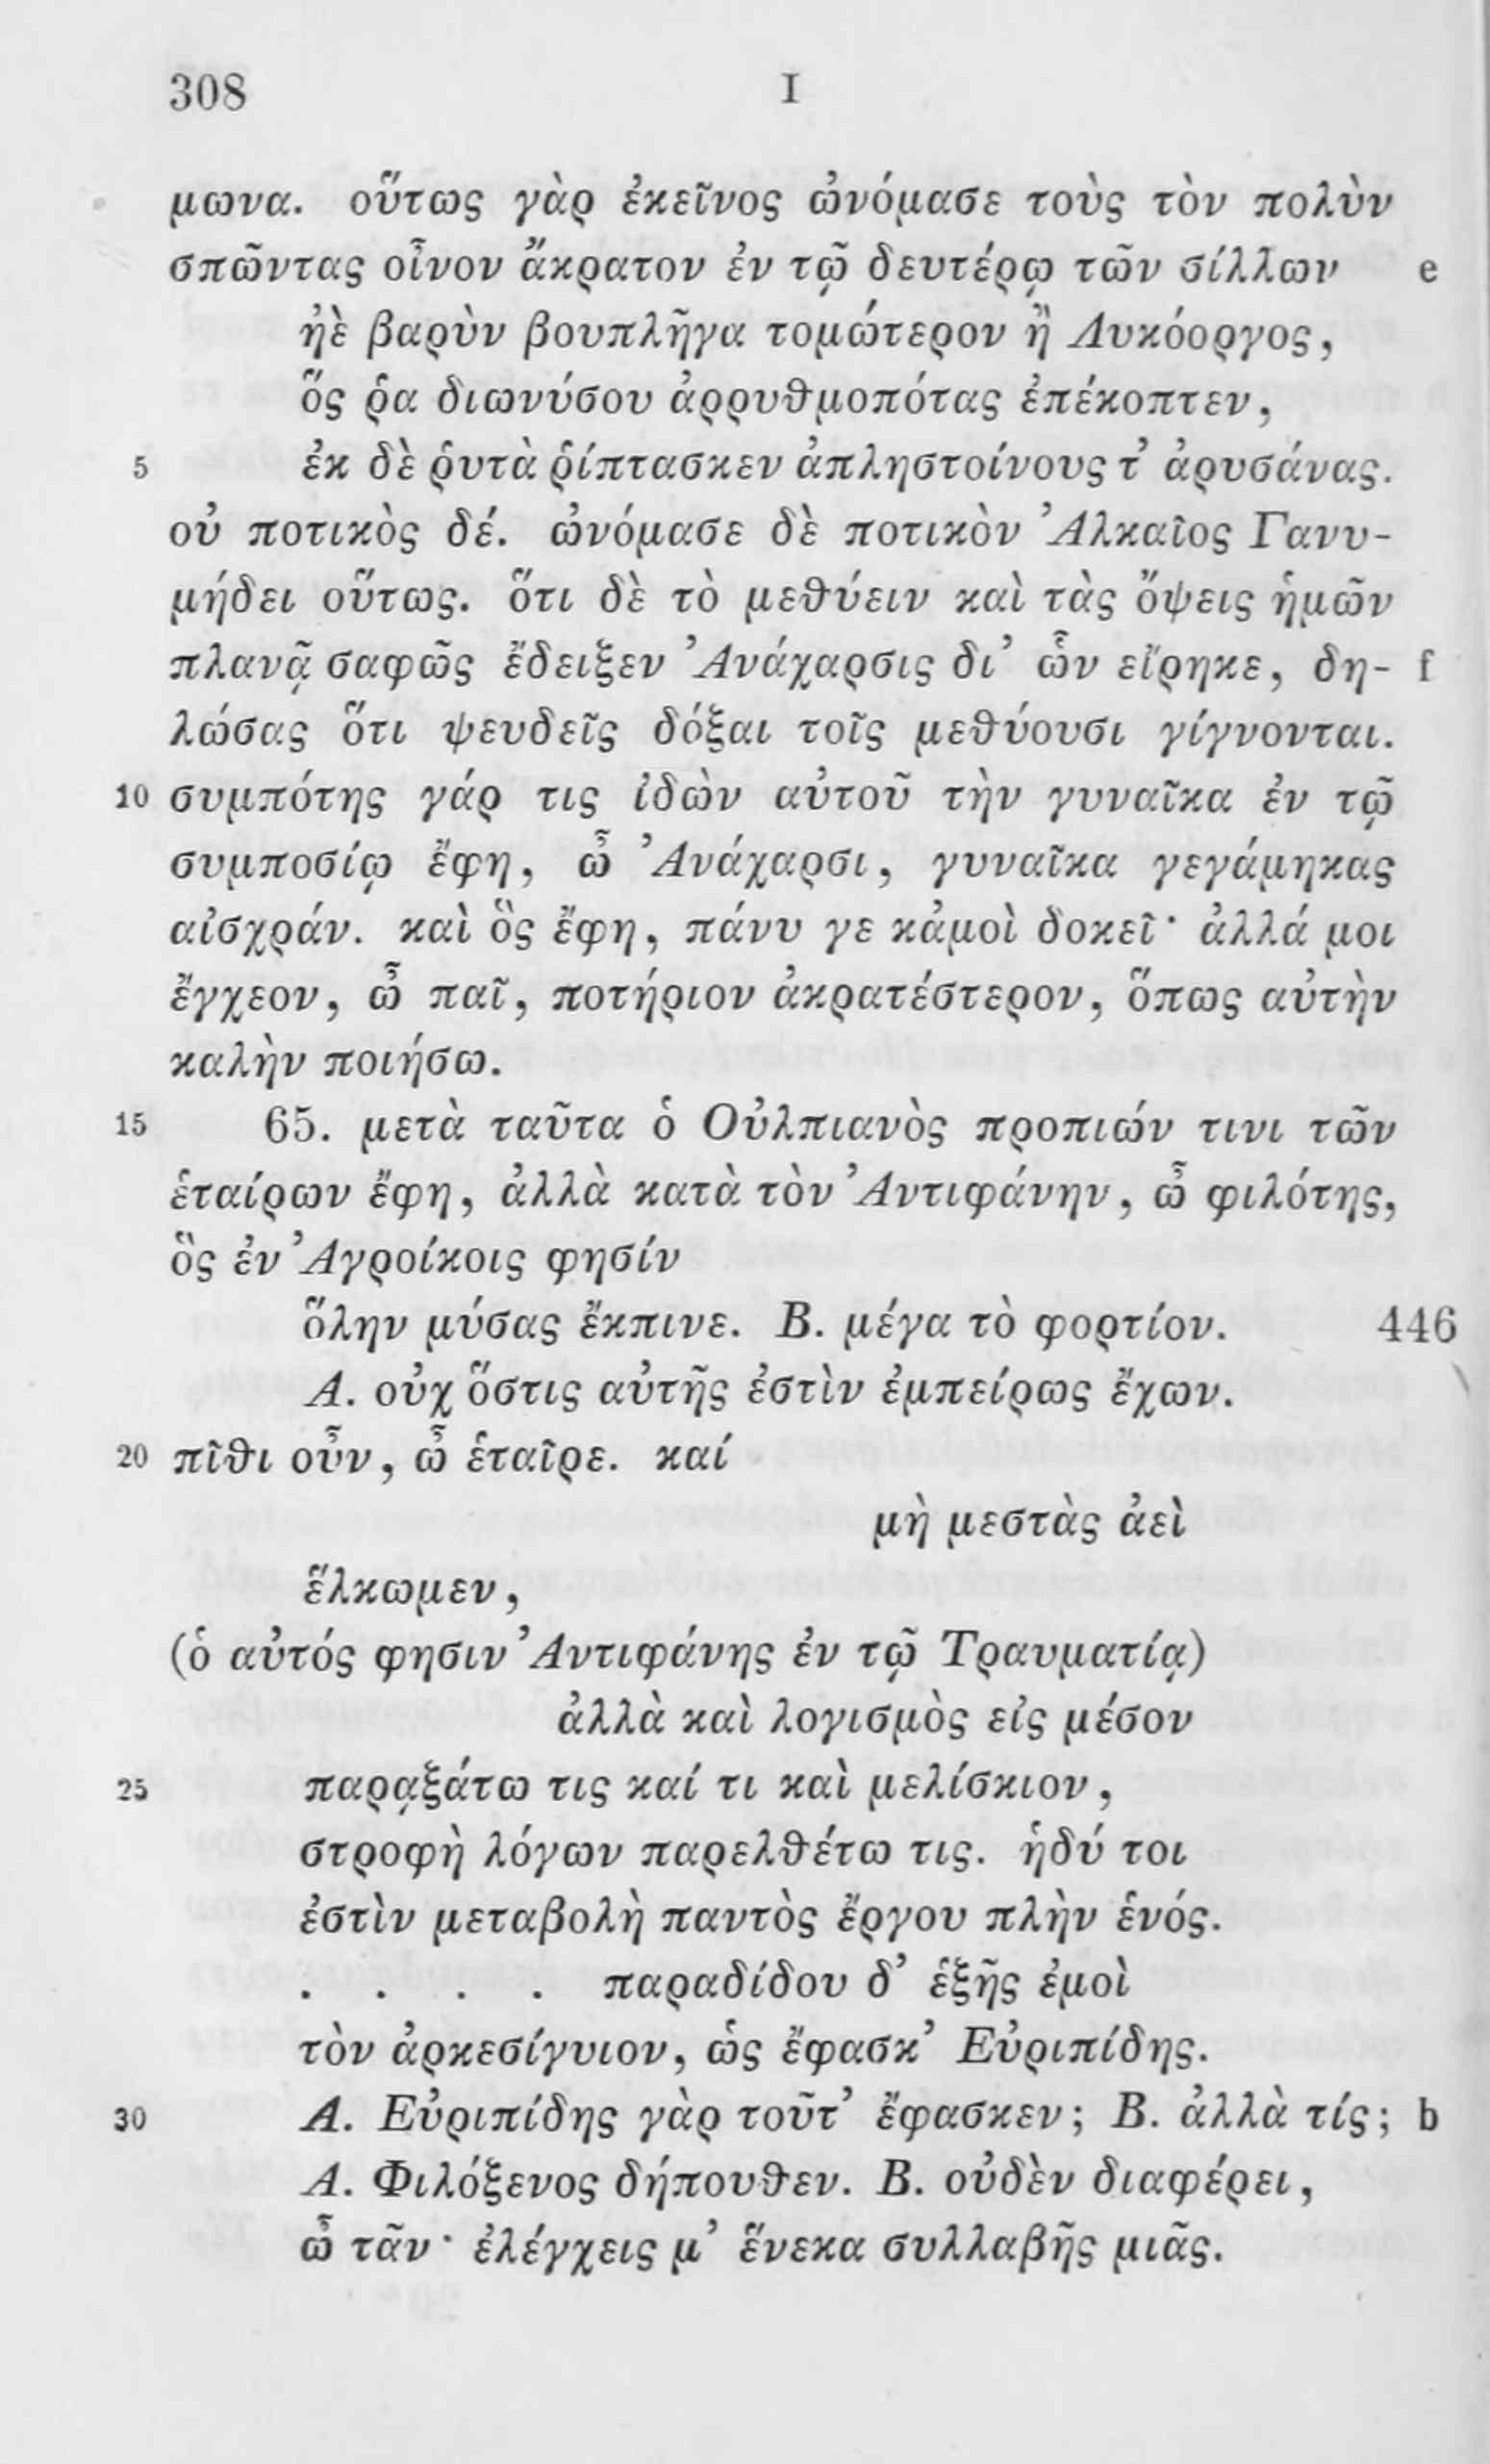 308 I
μωνα. οὕτως γὰρ ἐκεῖνος ὠνόμασε τοὺς τὸν πολὺν
σπῶντας οἶνον ἄκρατον ἐν τῷ δευτέρῳ τῶν σίλλων e
ἠὲ βαρὺν βουπλῆγα τομώτερον ἢ Λυκόοργος,
ὅς ῥα διωνύσου ἀρρυθμοπότας ἐπέκοπτεν,
5 ἐκ δὲ ῥυτὰ ῥίπτασκεν ἀπληστοίνους τ’ ἀρυσάνας.
οὐ ποτικὸς δέ. ὠνόμασε δὲ ποτικὸν Ἀλκαῖος Γανυ-
μήδει οὕτως. ὅτι δὲ τὸ μεθύειν καὶ τὰς ὄψεις ἡμῶν
πλανᾷ σαφῶς ἔδειξεν Ἀνάχαρσις δι’ ὧν εἴρηκε, δη- f
λώσας ὅτι ψευδεῖς δόξαι τοῖς μεθύουσι γίγνονται.
10 συμπότης γάρ τις ἰδὼν αὐτοῦ τὴν γυναῖκα ἐν τῷ
συμποσίῳ ἔφη, ὦ Ἀνάχαρσι, γυναῖκα γεγάμηκας
αἰσχράν. καὶ ὃς ἔφη, πάνυ γε κἀμοὶ δοκεῖ· ἀλλά μοι
ἔγχεον, ὦ παῖ, ποτήριον ἀκρατέστερον, ὅπως αὐτὴν
καλὴν ποιήσω.
15 65. μετὰ ταῦτα ὁ Οὐλπιανὸς προπιών τινι τῶν
ἑταίρων ἔφη, ἀλλὰ κατὰ τὸν Ἀντιφάνην, ὦ φιλότης,
ὃς ἐν Ἀγροίκοις φησίν
ὅλην μύσας ἔκπινε. Β. μέγα τὸ φορτίον. 446
Α. οὐχ ὅστις αὐτῆς ἐστὶν ἐμπείρως ἔχων.
20 πῖθι οὖν, ὦ ἑταῖρε. καί
μὴ μεστὰς ἀεὶ
ἕλκωμεν,
(ὁ αὐτός φησιν Ἀντιφάνης ἐν τῷ Τραυματίᾳ)
ἀλλὰ καὶ λογισμὸς εἰς μέσον
25 παρᾳξάτω τις καί τι καὶ μελίσκιον,
στροφὴ λόγων παρελθέτω τις. ἡδύ τοι
ἐστὶν μεταβολὴ παντὸς ἔργου πλὴν ἑνός.
. . . . παραδίδου δ’ ἑξῆς ἐμοὶ
τὸν ἀρκεσίγυιον, ὡς ἔφασκ’ Εὐριπίδης.
30 Α. Εὐριπίδης γὰρ τοῦτ’ ἔφασκεν; Β. ἀλλὰ τίς; b
Α. Φιλόξενος δήπουθεν. Β. οὐδὲν διαφέρει,
ὦ τᾶν· ἐλέγχεις μ’ ἕνεκα συλλαβῆς μιᾶς.